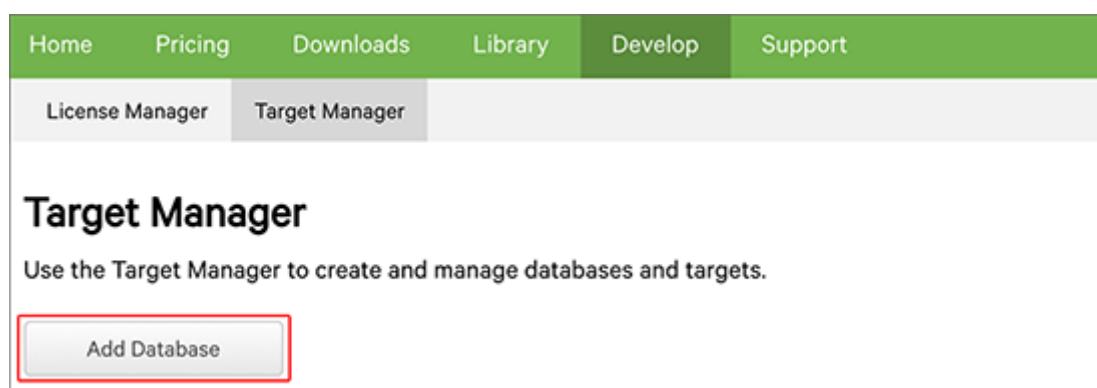 Home Pricing Downloads Library Develop Support
License Manager Target Manager
Target Manager
Use the Target Manager to create and manage databases and targets.
Add Database